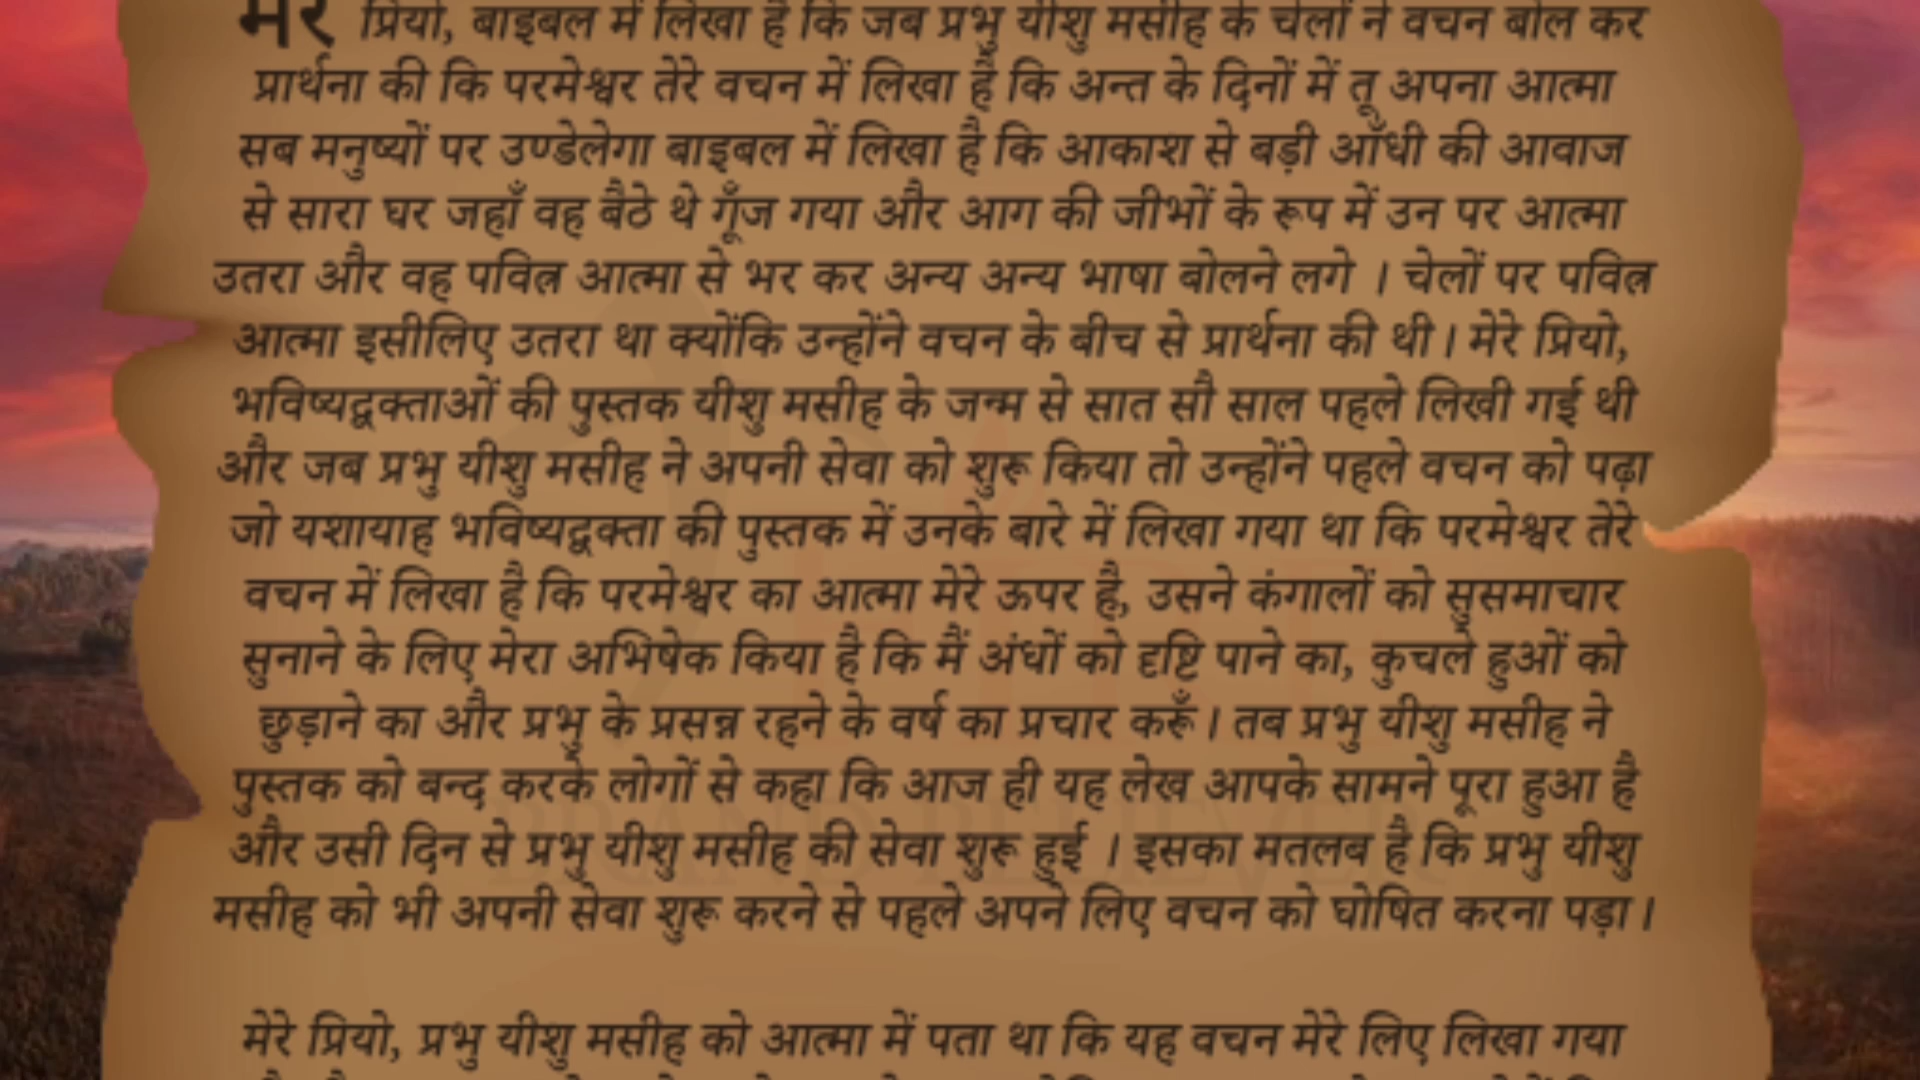 मेरे प्रियो, बाइबल में लिखा है कि जब प्रभु यीशु मसीह के चेलों ने वचन बोल कर
प्रार्थना की कि परमेश्वर तेरे वचन में लिखा है कि अन्त के दिनों में तू अपना आत्मा
सब मनुष्यों पर उण्डेलेगा बाइबल में लिखा है कि आकाश से बड़ी आँधी की आवाज
से सारा घर जहाँ वह बैठे थे गूँज गया और आग की जीभों के रूप में उन पर आत्मा
उतरा और वह पवित्र आत्मा से भर कर अन्य अन्य भाषा बोलने लगे । चेलों पर पवित्र
आत्मा इसीलिए उतरा था क्योंकि उन्होंने वचन के बीच से प्रार्थना की थी । मेरे प्रियो,
भविष्यद्वक्ताओं की पुस्तक यीशु मसीह के जन्म से सात सौ साल पहले लिखी गई थी
और जब प्रभु यीशु मसीह ने अपनी सेवा को शुरू किया तो उन्होंने पहले वचन को पढ़ा
जो यशायाह भविष्यद्वक्ता की पुस्तक में उनके बारे में लिखा गया था कि परमेश्वर तेरे
वचन में लिखा है कि परमेश्वर का आत्मा मेरे ऊपर है, उसने कंगालों को सुसमाचार
सुनाने के लिए मेरा अभिषेक किया है कि मैं अंधों को दृष्टि पाने का, कुचले हुओं को
छुड़ाने का और प्रभु के प्रसन्न रहने के वर्ष का प्रचार करूँ । तब प्रभु यीशु मसीह ने
पुस्तक को बन्द करके लोगों से कहा कि आज ही यह लेख आपके सामने पूरा हुआ है
और उसी दिन से प्रभु यीशु मसीह की सेवा शुरू हुई । इसका मतलब है कि प्रभु यीशु
मसीह को भी अपनी सेवा शुरू करने से पहले अपने लिए वचन को घोषित करना पड़ा ।
मेरे प्रियो, प्रभु यीशु मसीह को आत्मा में पता था कि यह वचन मेरे लिए लिखा गया